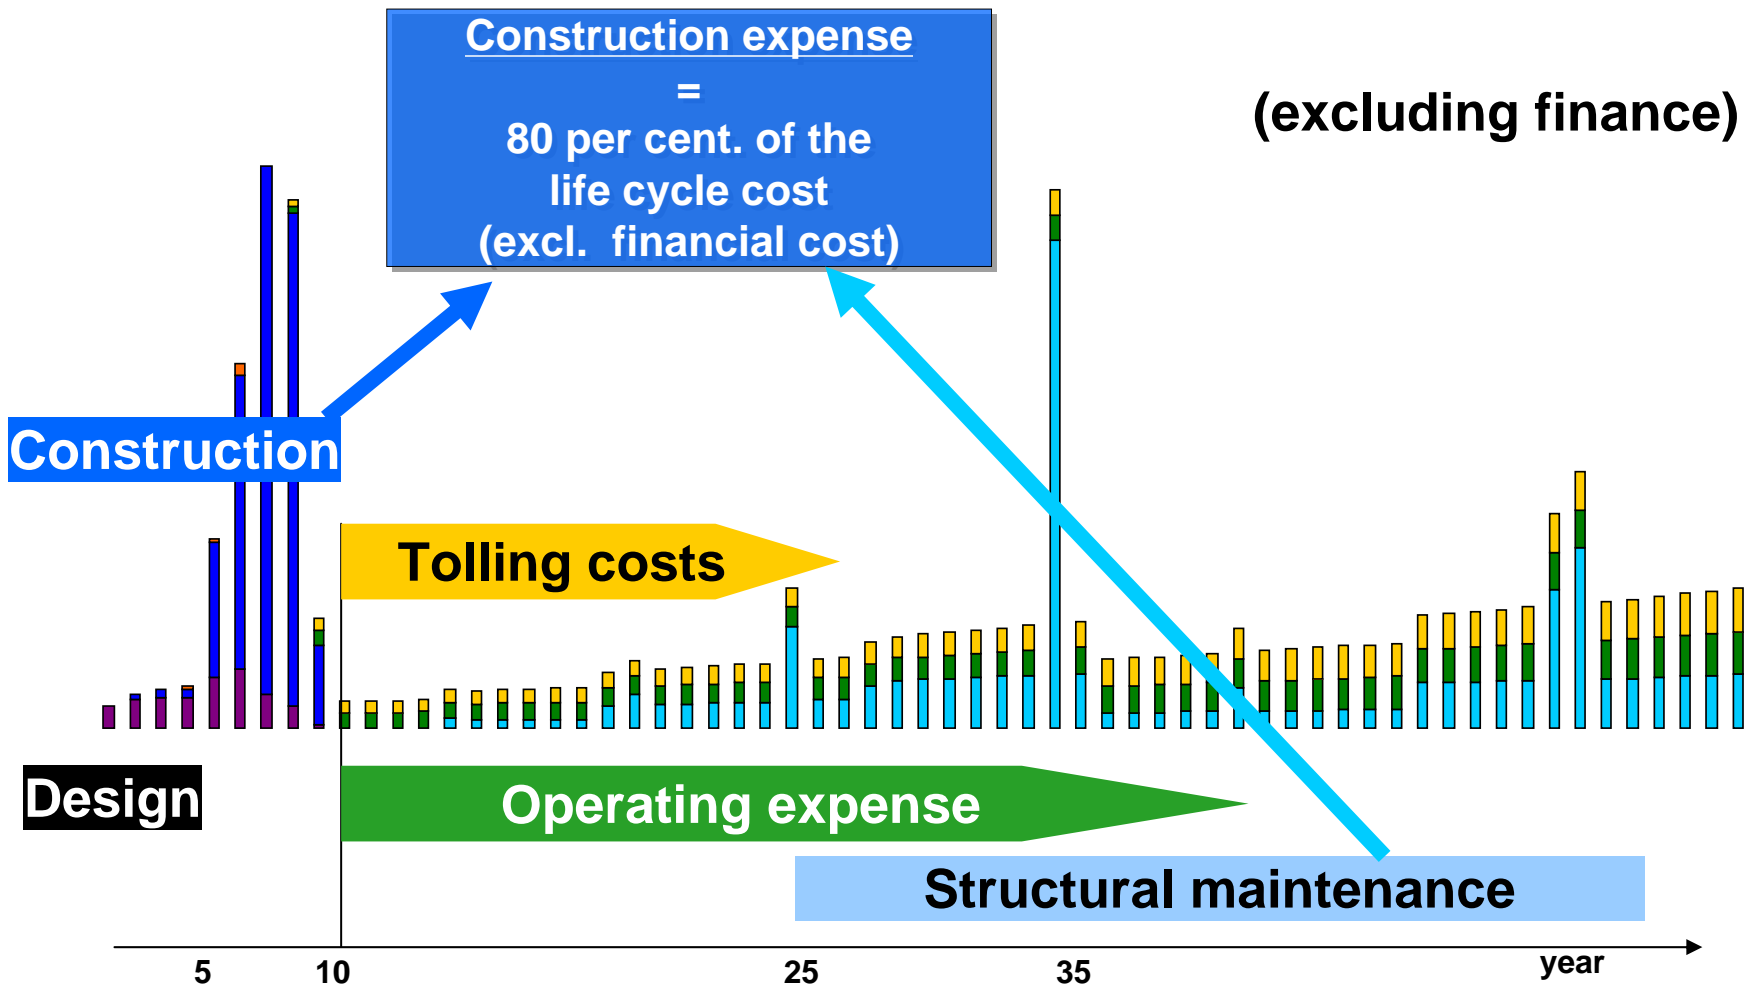 Construction expense
=
80 per cent. of the
life cycle cost
(excl. financial cost)
(excluding finance)
Construction
Tolling costs
Design
Operating expense
Structural maintenance
5 10 25 35 year